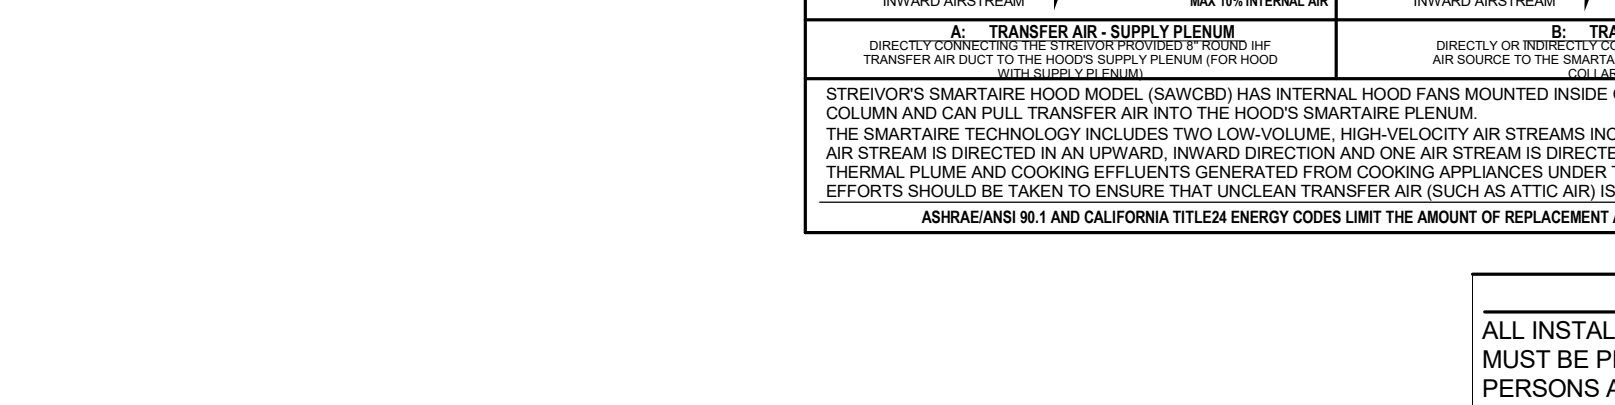 INWARD AIRSTREAM MAX 10% INTERNAL AIR INWARD AIRSTREAM
A: TRANSFER AIR - SUPPLY PLENUM
DIRECTLY CONNECTING THE STREIVOR PROVIDED 8" ROUND IHF
TRANSFER AIR DUCT TO THE HOOD'S SUPPLY PLENUM (FOR HOOD
WITH SUPPLY PLENUM)
B:
DIRECTLY OR INDIRECTLY
AIR SOURCE TO THE
COLLAR
STREIVOR'S SMARTAIRE HOOD MODEL (SAWCBD) HAS INTERNAL HOOD FANS MOUNTED INSIDE
COLUMN AND CAN PULL TRANSFER AIR INTO THE HOOD'S SMARTAIRE PLENUM.
THE SMARTAIRE TECHNOLOGY INCLUDES TWO LOW-VOLUME, HIGH-VELOCITY AIR STREAMS
AIR STREAM IS DIRECTED IN AN UPWARD, INWARD DIRECTION AND ONE AIR STREAM IS
THERMAL PLUME AND COOKING EFFLUENTS GENERATED FROM COOKING APPLIANCES UNDER
EFFORTS SHOULD BE TAKEN TO ENSURE THAT UNCLEAN TRANSFER AIR (SUCH AS ATTIC AIR) IS
ASHRAE/ANSI 90.1 AND CALIFORNIA TITLE24 ENERGY CODES LIMIT THE AMOUNT OF REPLACEMENT
ALL
MUST BE
PERSONS